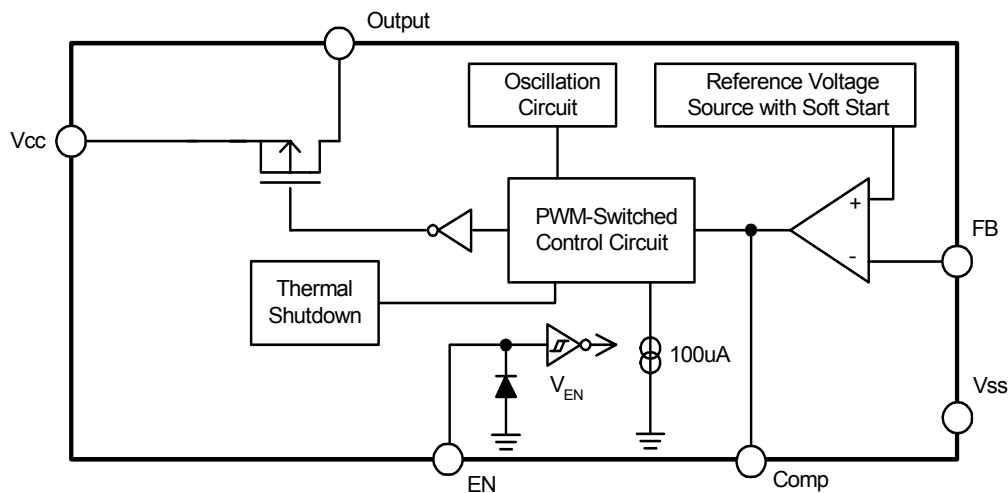 Output
Oscillation
Circuit
Reference Voltage
Source with Soft Start
Vcc
PWM-Switched
Control Circuit
+
-
FB
Thermal
Shutdown
100uA
VEN
Vss
EN
Comp